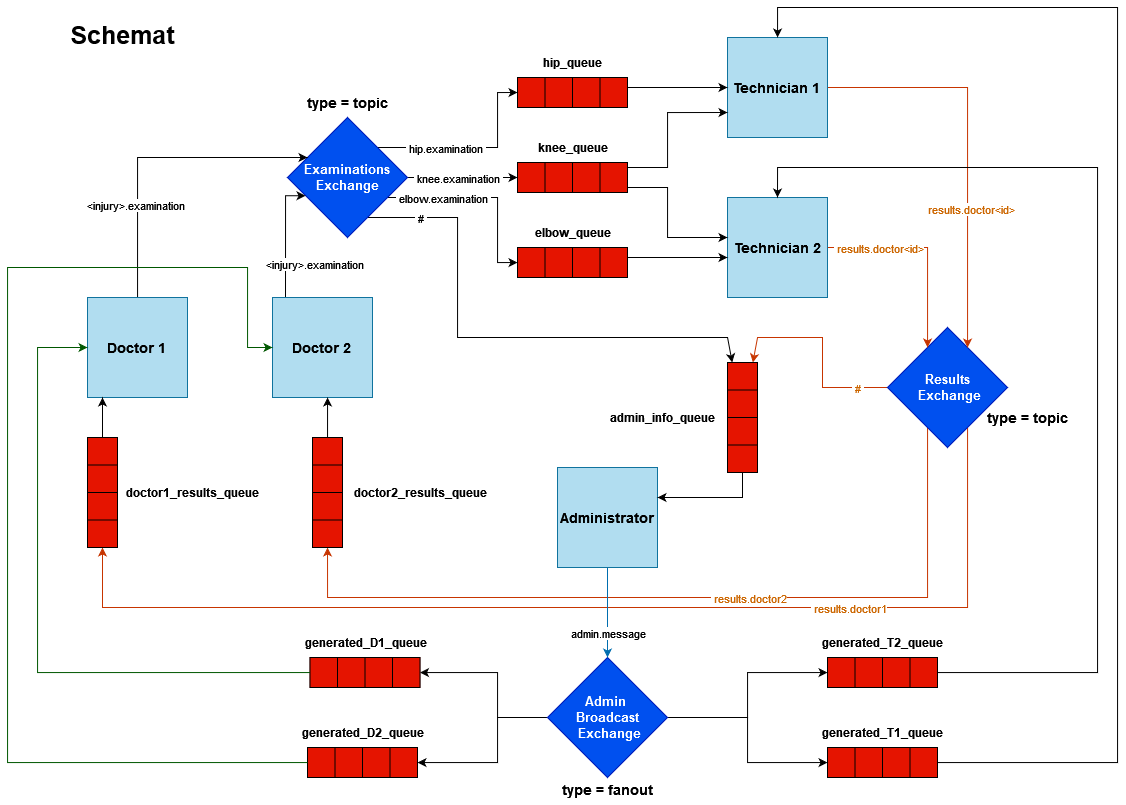 Schemat
hip_queue
Technician 1
type = topic
hip.examination
Examinations
Exchange
knee_queue
knee.examination
elbow.examination
#
<injury>.examination
results.doctor<id>
elbow_queue
Technician 2
results.doctor<id>
<injury>.examination
Doctor 1
Doctor 2
Results
Exchange
#
type = topic
admin_info_queue
doctor1_results_queue
doctor2_results_queue
Administrator
results.doctor2
results.doctor1
admin.message
generated_D1_queue
generated_T2_queue
Admin
Broadcast
Exchange
generated_D2_queue
generated_T1_queue
type = fanout